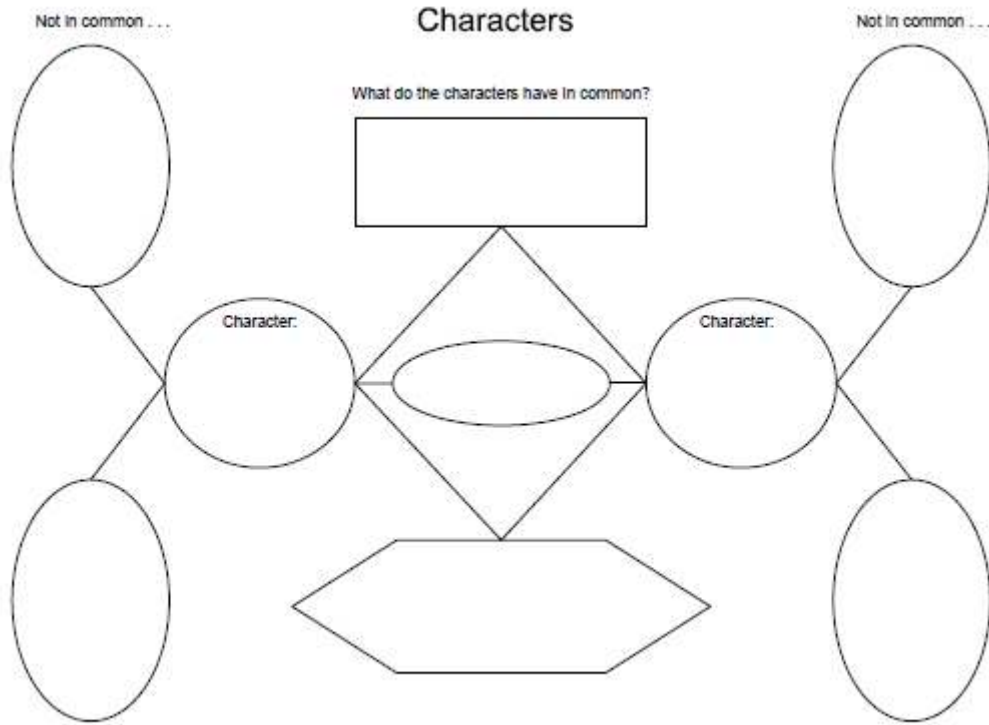 Characters
Not in common . . .
Not in common . . .
What do the characters have in common?
Character:
Character: